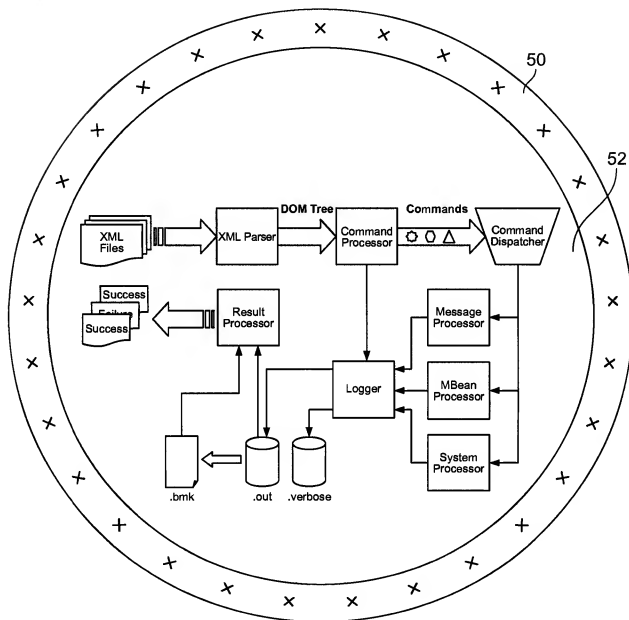 50
52
DOM Tree
Commands
XML
Files
XML Parser
Command
Processor
Command
Dispatcher
Success
Failure
Success
Result
Processor
Message
Processor
Logger
MBean
Processor
System
Processor
.bmk
.out
.verbose